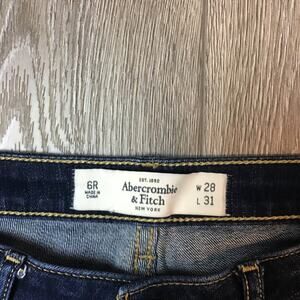 6R
MADE IN
CHINA
EST. 1892
Abercrombie
& Fitch
NEW YORK
W 28
L 31